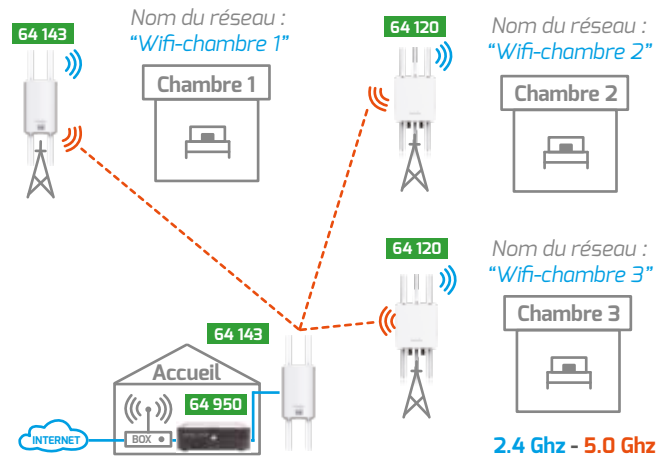 64 143
Nom du réseau :
“Wifi-chambre 1”
Chambre 1
64 120
Nom du réseau :
“Wifi-chambre 2”
Chambre 2
64 120
Nom du réseau :
“Wifi-chambre 3”
Chambre 3
64 143
Accueil
64 950
INTERNET
BOX
2.4 Ghz - 5.0 Ghz